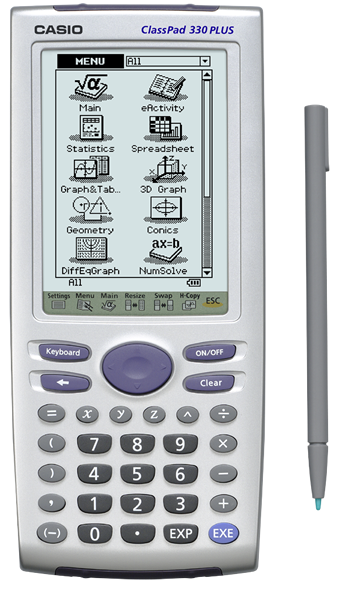 CASIO ClassPad 330 PLUS
MENU All
Main eActivity
Statistics Spreadsheet
Graph&Tab... 3D Graph
Geometry Conics
ax=b
DiffEqGraph NumSolve
All
Settings Menu Main Resize Swap H-Copy ESC
Keyboard ON/OFF
← Clear
= x y z ^ ÷
( 7 8 9 ×
) 4 5 6 −
, 1 2 3 +
(−) 0 . EXP EXE